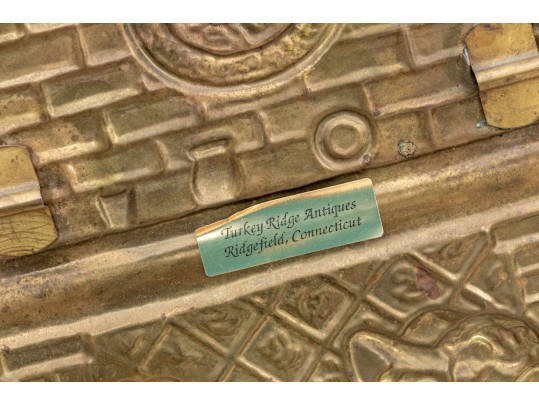 Turkey Ridge Antiques
Ridgefield, Connecticut